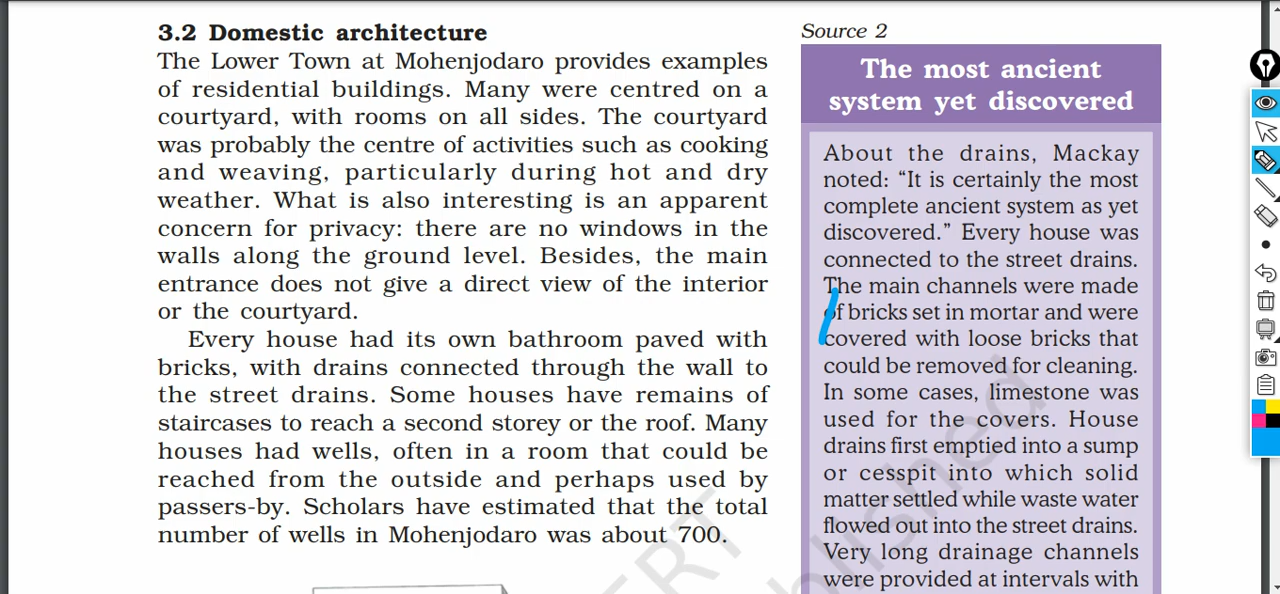 3.2 Domestic architecture
The Lower Town at Mohenjodaro provides examples
of residential buildings. Many were centred on a
courtyard, with rooms on all sides. The courtyard
was probably the centre of activities such as cooking
and weaving, particularly during hot and dry
weather. What is also interesting is an apparent
concern for privacy: there are no windows in the
walls along the ground level. Besides, the main
entrance does not give a direct view of the interior
or the courtyard.
Every house had its own bathroom paved with
bricks, with drains connected through the wall to
the street drains. Some houses have remains of
staircases to reach a second storey or the roof. Many
houses had wells, often in a room that could be
reached from the outside and perhaps used by
passers-by. Scholars have estimated that the total
number of wells in Mohenjodaro was about 700.
Source 2
The most ancient
system yet discovered
About the drains, Mackay
noted: “It is certainly the most
complete ancient system as yet
discovered.” Every house was
connected to the street drains.
The main channels were made
of bricks set in mortar and were
covered with loose bricks that
could be removed for cleaning.
In some cases, limestone was
used for the covers. House
drains first emptied into a sump
or cesspit into which solid
matter settled while waste water
flowed out into the street drains.
Very long drainage channels
were provided at intervals with